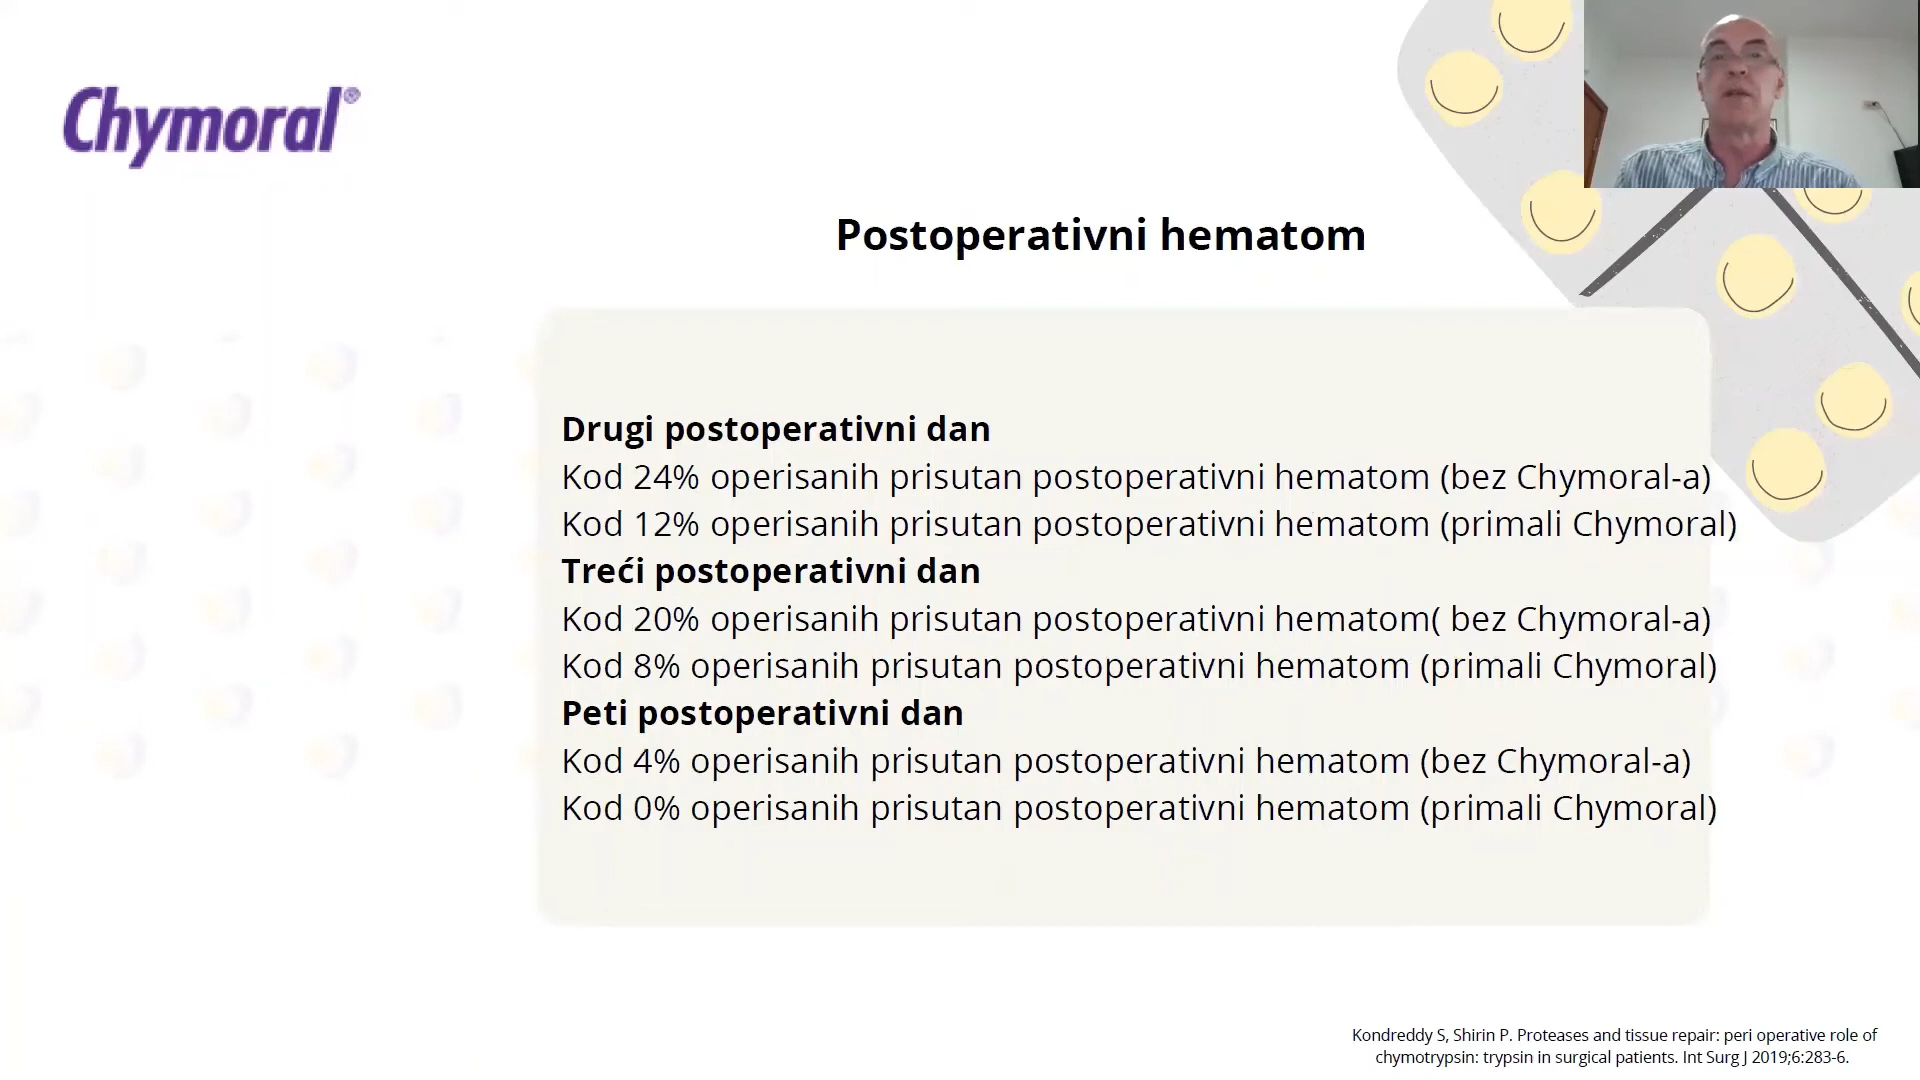 Chymoral®
Postoperativni hematom
Drugi postoperativni dan
Kod 24% operisanih prisutan postoperativni hematom (bez Chymoral-a)
Kod 12% operisanih prisutan postoperativni hematom (primali Chymoral)
Treći postoperativni dan
Kod 20% operisanih prisutan postoperativni hematom( bez Chymoral-a)
Kod 8% operisanih prisutan postoperativni hematom (primali Chymoral)
Peti postoperativni dan
Kod 4% operisanih prisutan postoperativni hematom (bez Chymoral-a)
Kod 0% operisanih prisutan postoperativni hematom (primali Chymoral)
Kondreddy S, Shirin P. Proteases and tissue repair: peri operative role of
chymotrypsin: trypsin in surgical patients. Int Surg J 2019;6:283-6.